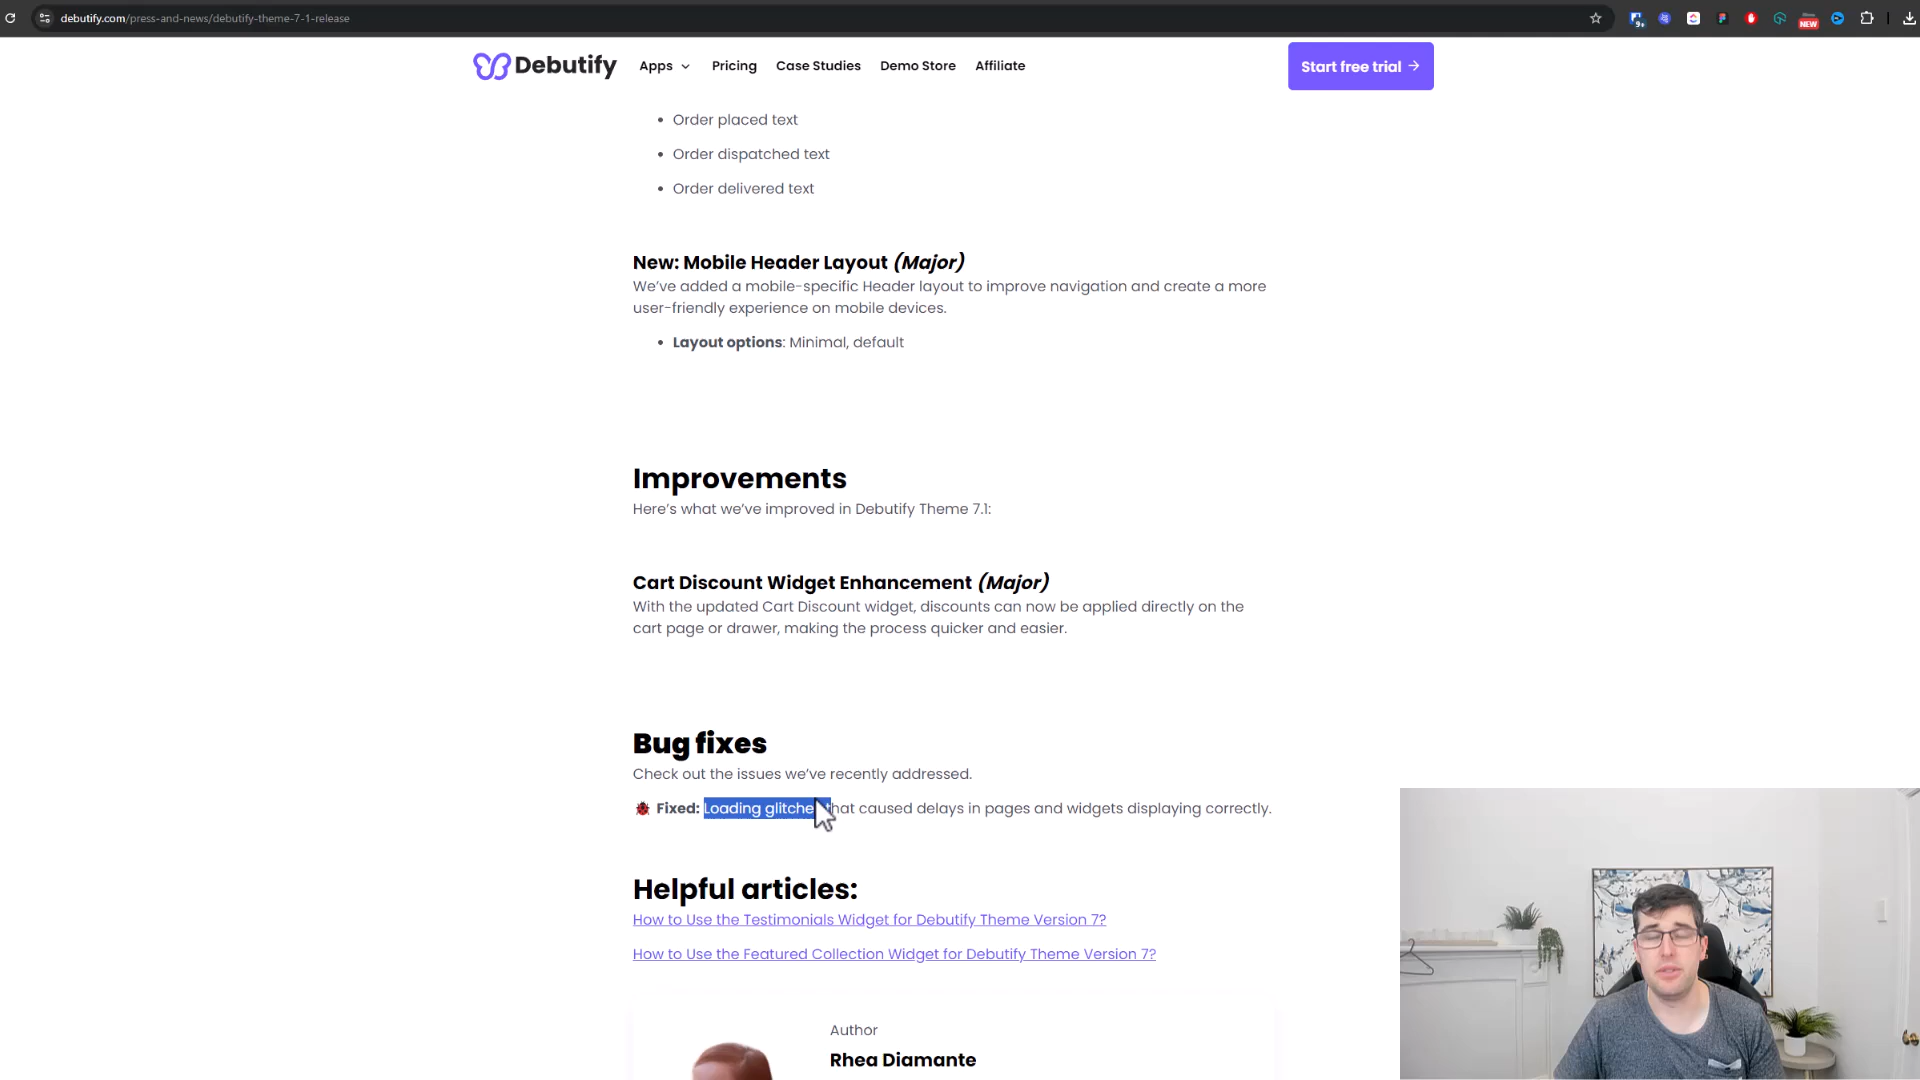 debutify.com/press-and-news/debutify-theme-7-1-release
9+
NEW
Debutify
Apps
Pricing
Case Studies
Demo Store
Affiliate
Start free trial
Order placed text
Order dispatched text
Order delivered text
New: Mobile Header Layout (Major)
We've added a mobile-specific Header layout to improve navigation and create a more
user-friendly experience on mobile devices.
Layout options: Minimal, default
Improvements
Here's what we've improved in Debutify Theme 7.1:
Cart Discount Widget Enhancement (Major)
With the updated Cart Discount widget, discounts can now be applied directly on the
cart page or drawer, making the process quicker and easier.
Bug fixes
Check out the issues we've recently addressed.
Fixed: Loading glitches that caused delays in pages and widgets displaying correctly.
Helpful articles:
How to Use the Testimonials Widget for Debutify Theme Version 7?
How to Use the Featured Collection Widget for Debutify Theme Version 7?
Author
Rhea Diamante